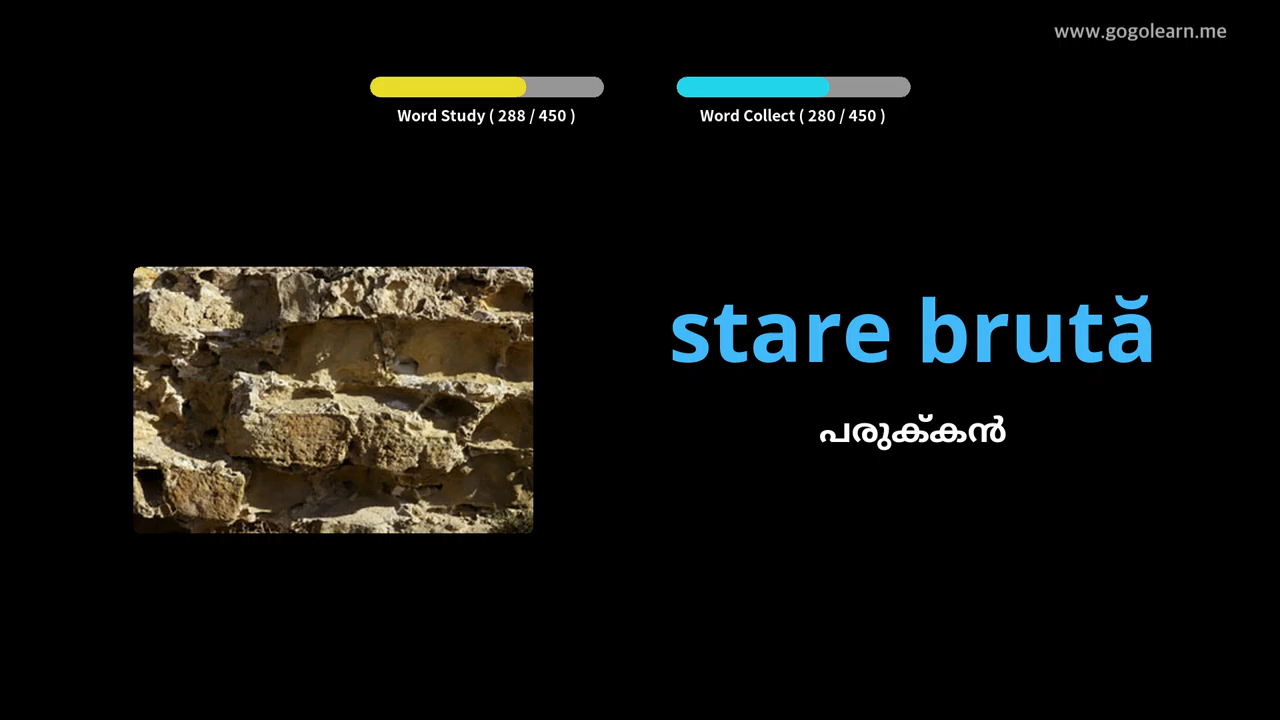 www.gogolearn.me
Word Study ( 288 / 450 )
Word Collect ( 280 / 450 )
stare brută
പരുക്കൻ